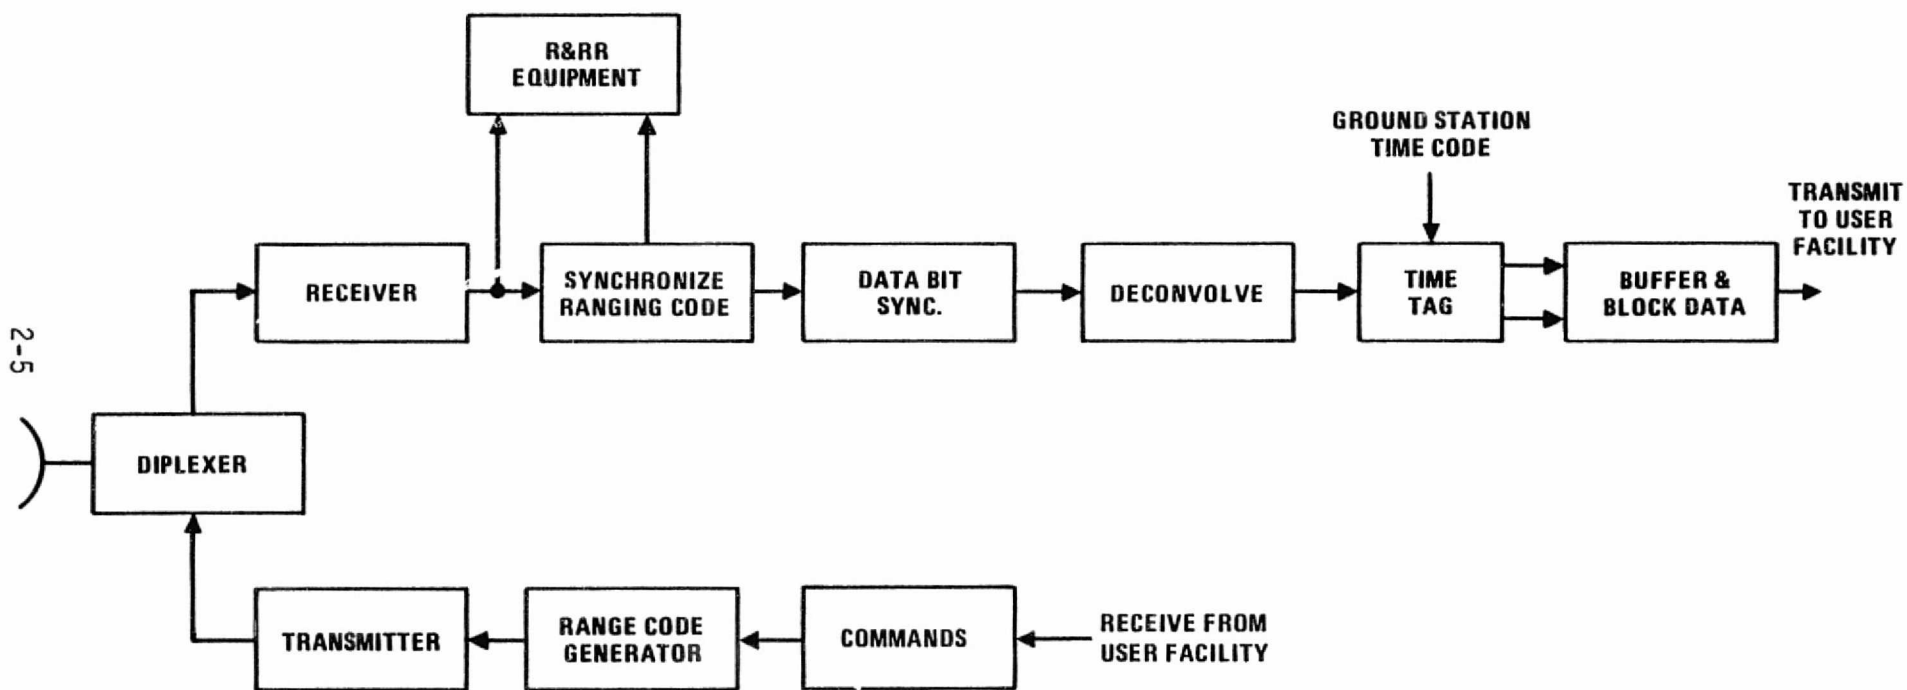 R&RR
EQUIPMENT
GROUND STATION
TIME CODE
TRANSMIT
TO USER
FACILITY
RECEIVER
SYNCHRONIZE
RANGING CODE
DATA BIT
SYNC.
DECONVOLVE
TIME
TAG
BUFFER &
BLOCK DATA
2-5
DIPLEXER
TRANSMITTER
RANGE CODE
GENERATOR
COMMANDS
RECEIVE FROM
USER FACILITY